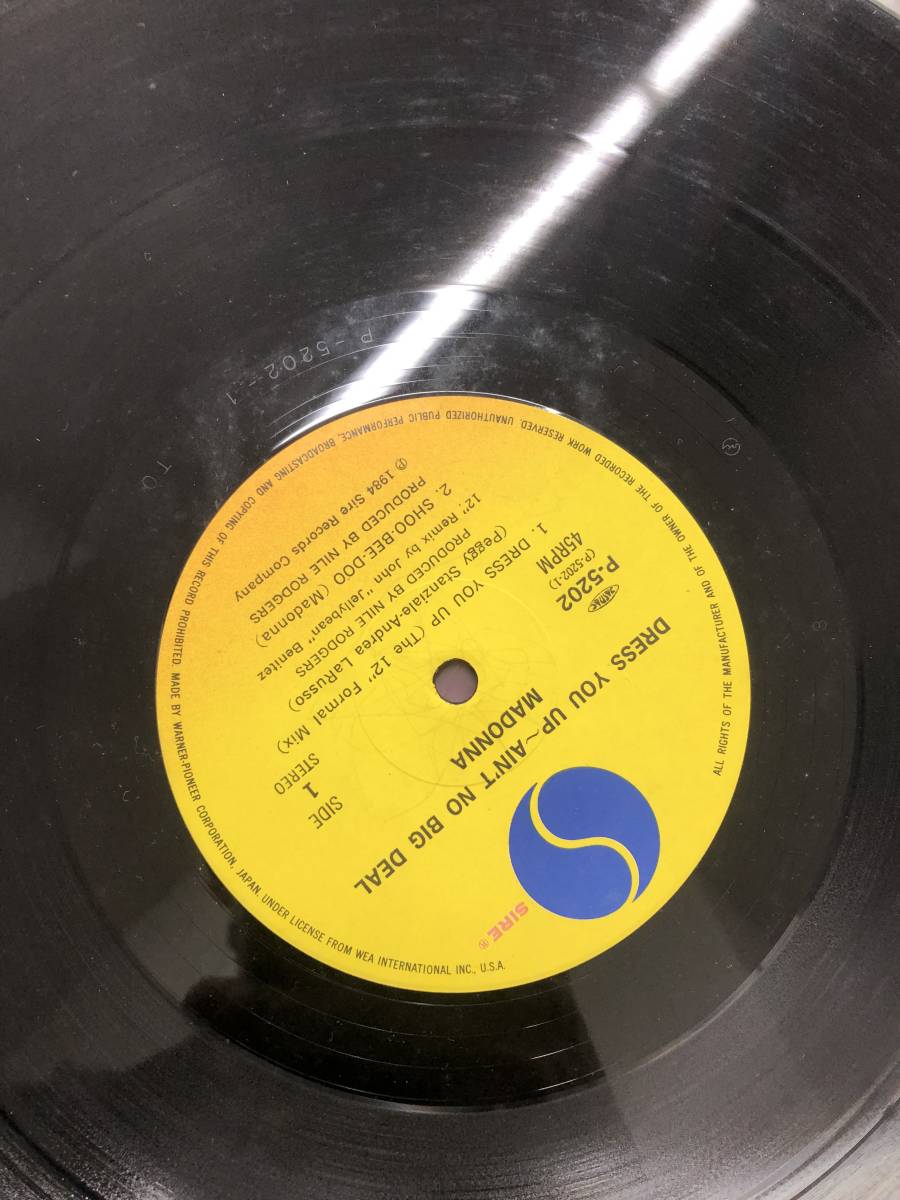 SIRE ®
DRESS YOU UP~AIN'T NO BIG DEAL
MADONNA
P-5202
(P-5202-1)
45RPM
SIDE
1
STEREO
1. DRESS YOU UP (The 12" Formal Mix)
(Peggy Stanziale-Andrea LaRusso)
PRODUCED BY NILE RODGERS
12". Remix by John "Jellybean" Benitez
2. SHOO-BEE-DOO (Madonna)
PRODUCED BY NILE RODGERS
℗ 1984 Sire Records Company
ALL RIGHTS OF THE MANUFACTURER AND OF THE OWNER OF THE RECORDED WORK RESERVED. UNAUTHORIZED PUBLIC PERFORMANCE, BROADCASTING AND COPYING OF THIS RECORD PROHIBITED. MADE BY WARNER-PIONEER CORPORATION, JAPAN. UNDER LICENSE FROM WEA INTERNATIONAL INC., U.S.A.
P-5202-1